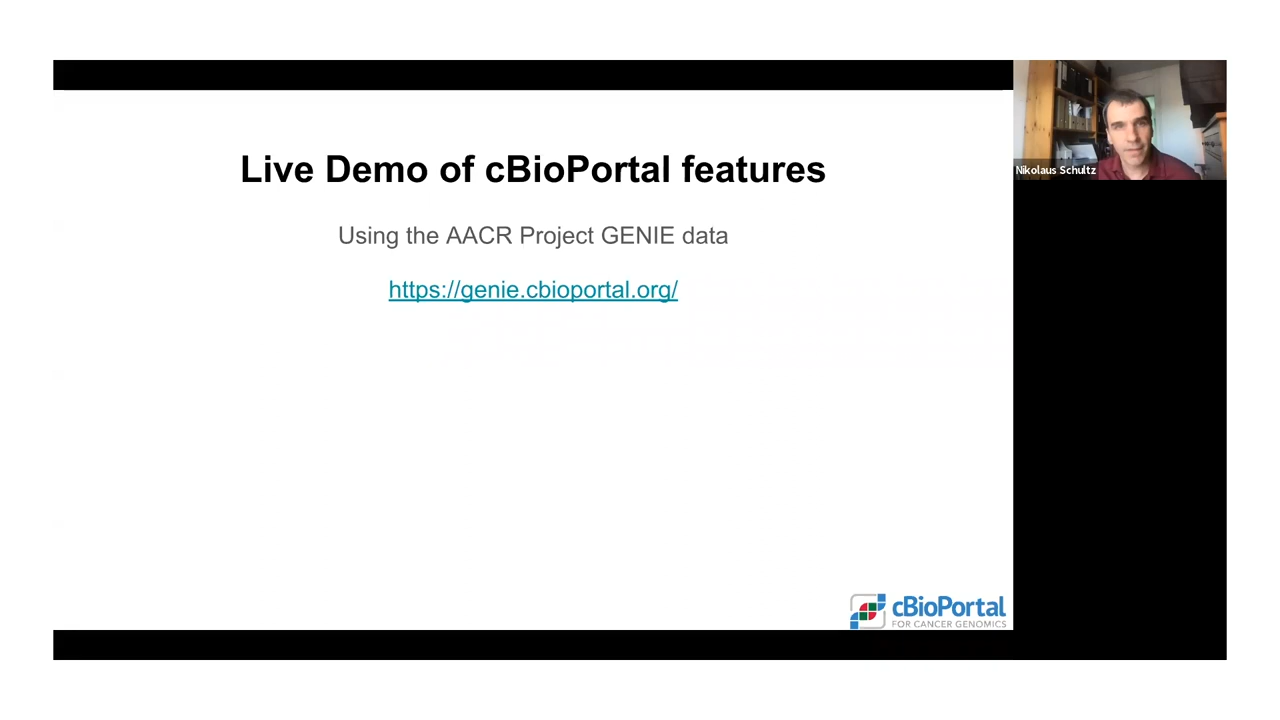 Live Demo of cBioPortal features
Using the AACR Project GENIE data
https://genie.cbioportal.org/
Nikolaus Schultz
cBioPortal
FOR CANCER GENOMICS